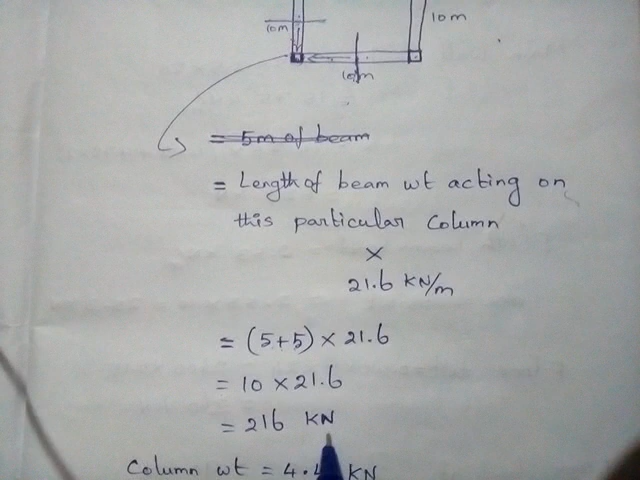 10m
10m
10m
= 5m of beam
= Length of beam wt acting on
this particular column
×
21.6 KN/m
= (5+5) × 21.6
= 10 × 21.6
= 216 KN
Column wt = 4. KN